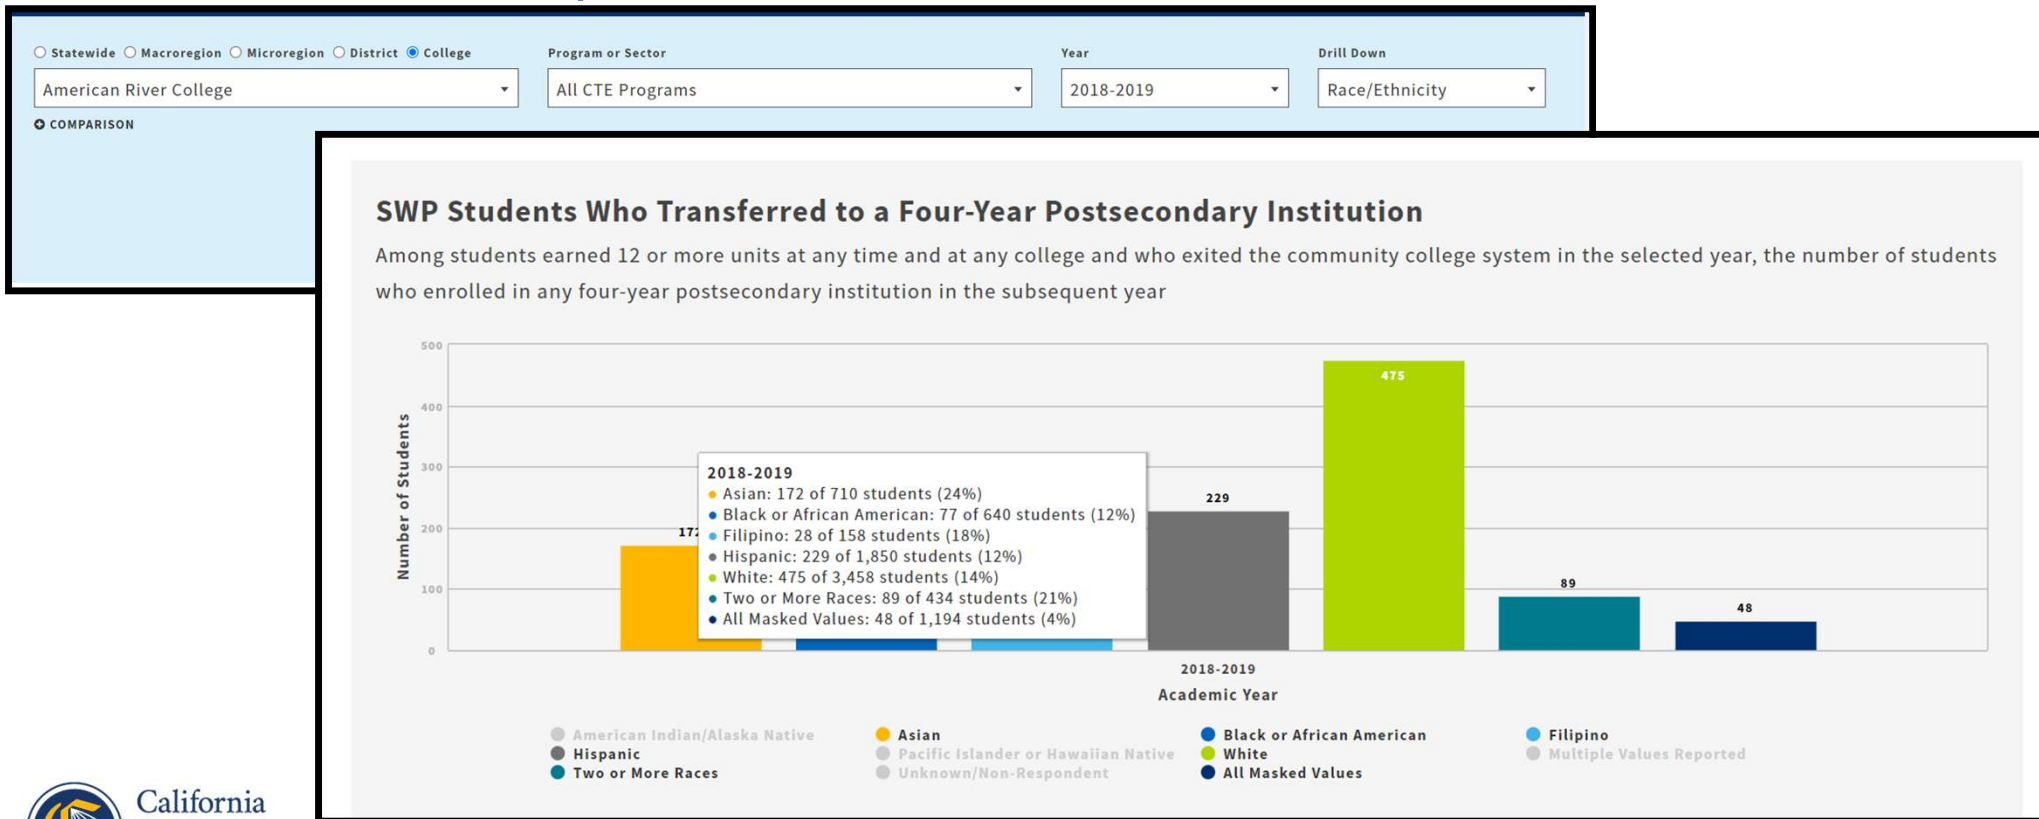 Statewide Macroregion Microregion District College
Program or Sector
Year
Drill Down
American River College
All CTE Programs
2018-2019
Race/Ethnicity
COMPARISON
SWP Students Who Transferred to a Four-Year Postsecondary Institution
Among students earned 12 or more units at any time and at any college and who exited the community college system in the selected year, the number of students
who enrolled in any four-year postsecondary institution in the subsequent year
500
400
300
200
100
0
Number of Students
172
229
475
89
48
2018-2019
Asian: 172 of 710 students (24%)
Black or African American: 77 of 640 students (12%)
Filipino: 28 of 158 students (18%)
Hispanic: 229 of 1,850 students (12%)
White: 475 of 3,458 students (14%)
Two or More Races: 89 of 434 students (21%)
All Masked Values: 48 of 1,194 students (4%)
2018-2019
Academic Year
American Indian/Alaska Native
Asian
Black or African American
Filipino
Hispanic
Pacific Islander or Hawaiian Native
White
Multiple Values Reported
Two or More Races
Unknown/Non-Respondent
All Masked Values
California